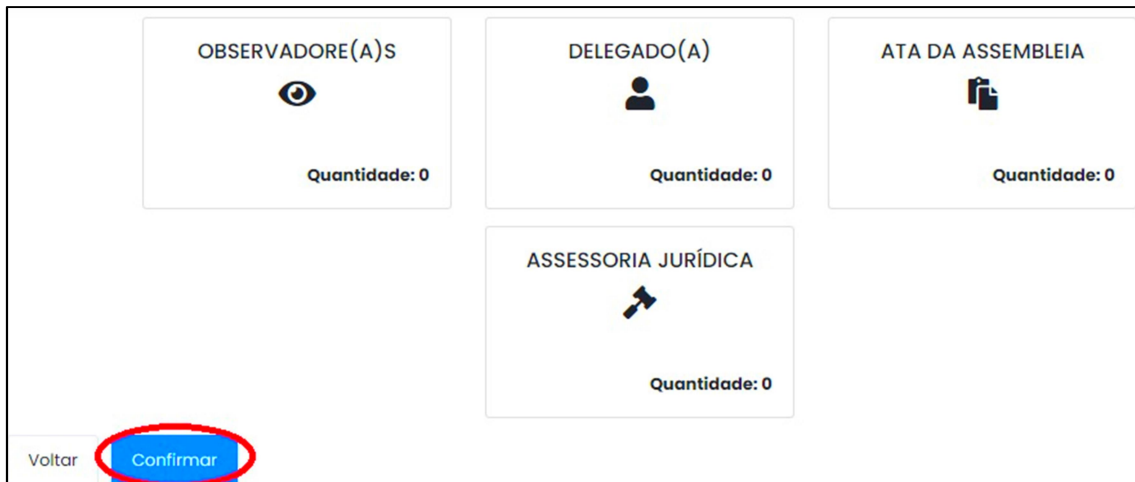 OBSERVADORE(A)S
Quantidade: 0
DELEGADO(A)
Quantidade: 0
ATA DA ASSEMBLEIA
Quantidade: 0
ASSESSORIA JURÍDICA
Quantidade: 0
Voltar
Confirmar